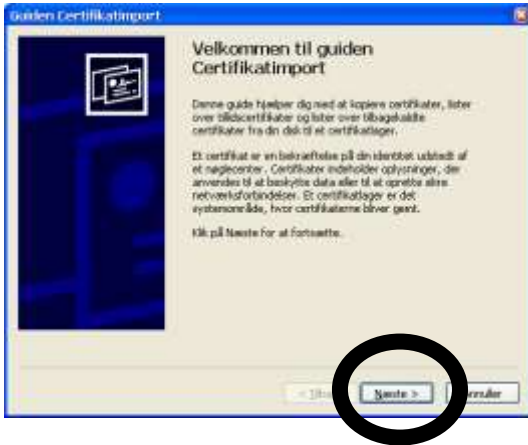 Guiden Certifikatimport
Velkommen til guiden
Certifikatimport
Denne guide hjælper dig med at kopiere certifikater, lister
over tillidscertifikater og lister over tilbagekaldte
certifikater fra din disk til et certifikatlager.
Et certifikat er en bekræftelse på din identitet udstedt af
et nøglecenter. Certifikater indeholder oplysninger, der
anvendes til at beskytte data eller til at oprette sikre
netværksforbindelser. Et certifikatlager er det
systemområde, hvor certifikaterne bliver gemt.
Klik på Næste for at fortsætte.
Næste >